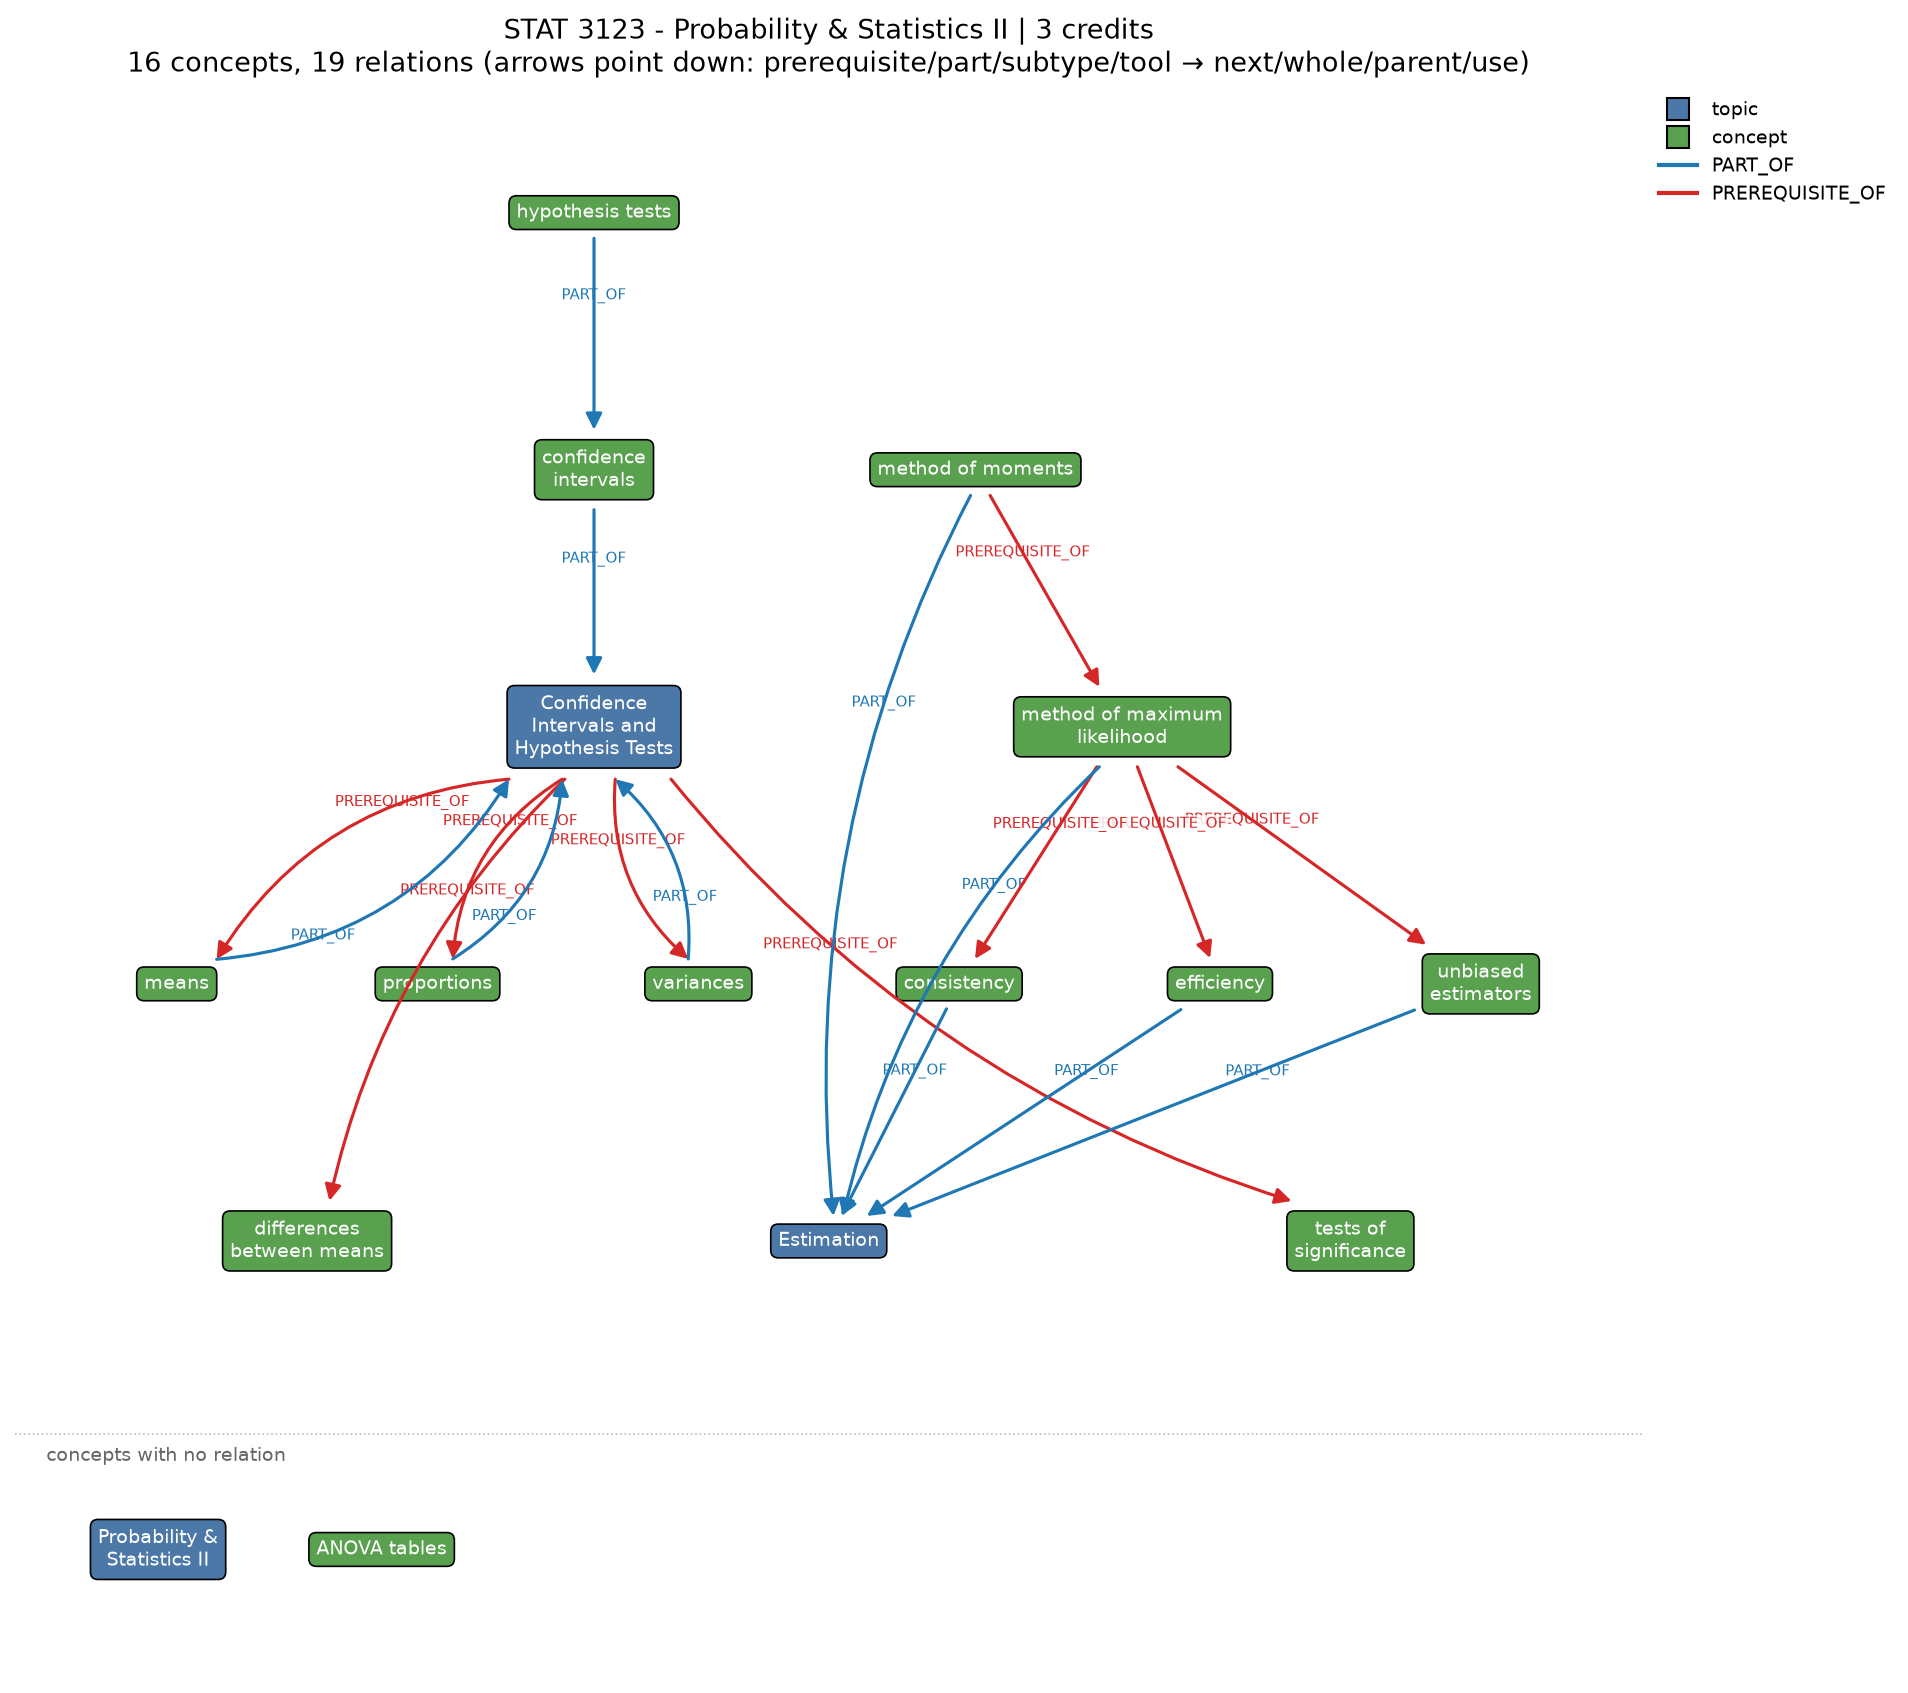 STAT 3123 - Probability & Statistics II | 3 credits
16 concepts, 19 relations (arrows point down: prerequisite/part/subtype/tool → next/whole/parent/use)
topic
concept
PART_OF
PREREQUISITE_OF
hypothesis tests
PART_OF
confidence
intervals
method of moments
PART_OF
PREREQUISITE_OF
PART_OF
Confidence
Intervals and
Hypothesis Tests
method of maximum
likelihood
PREREQUISITE_OF
PREREQUISITE_OF
PREREQUISITE_OF
PREREQUISITE_OF
PREREQUISITE_OF
PREREQUISITE_OF
PREREQUISITE_OF
PART_OF
PART_OF
PART_OF
PART_OF
PREREQUISITE_OF
means
proportions
variances
consistency
efficiency
unbiased
estimators
PART_OF
PART_OF
PART_OF
differences
between means
Estimation
tests of
significance
concepts with no relation
Probability &
Statistics II
ANOVA tables